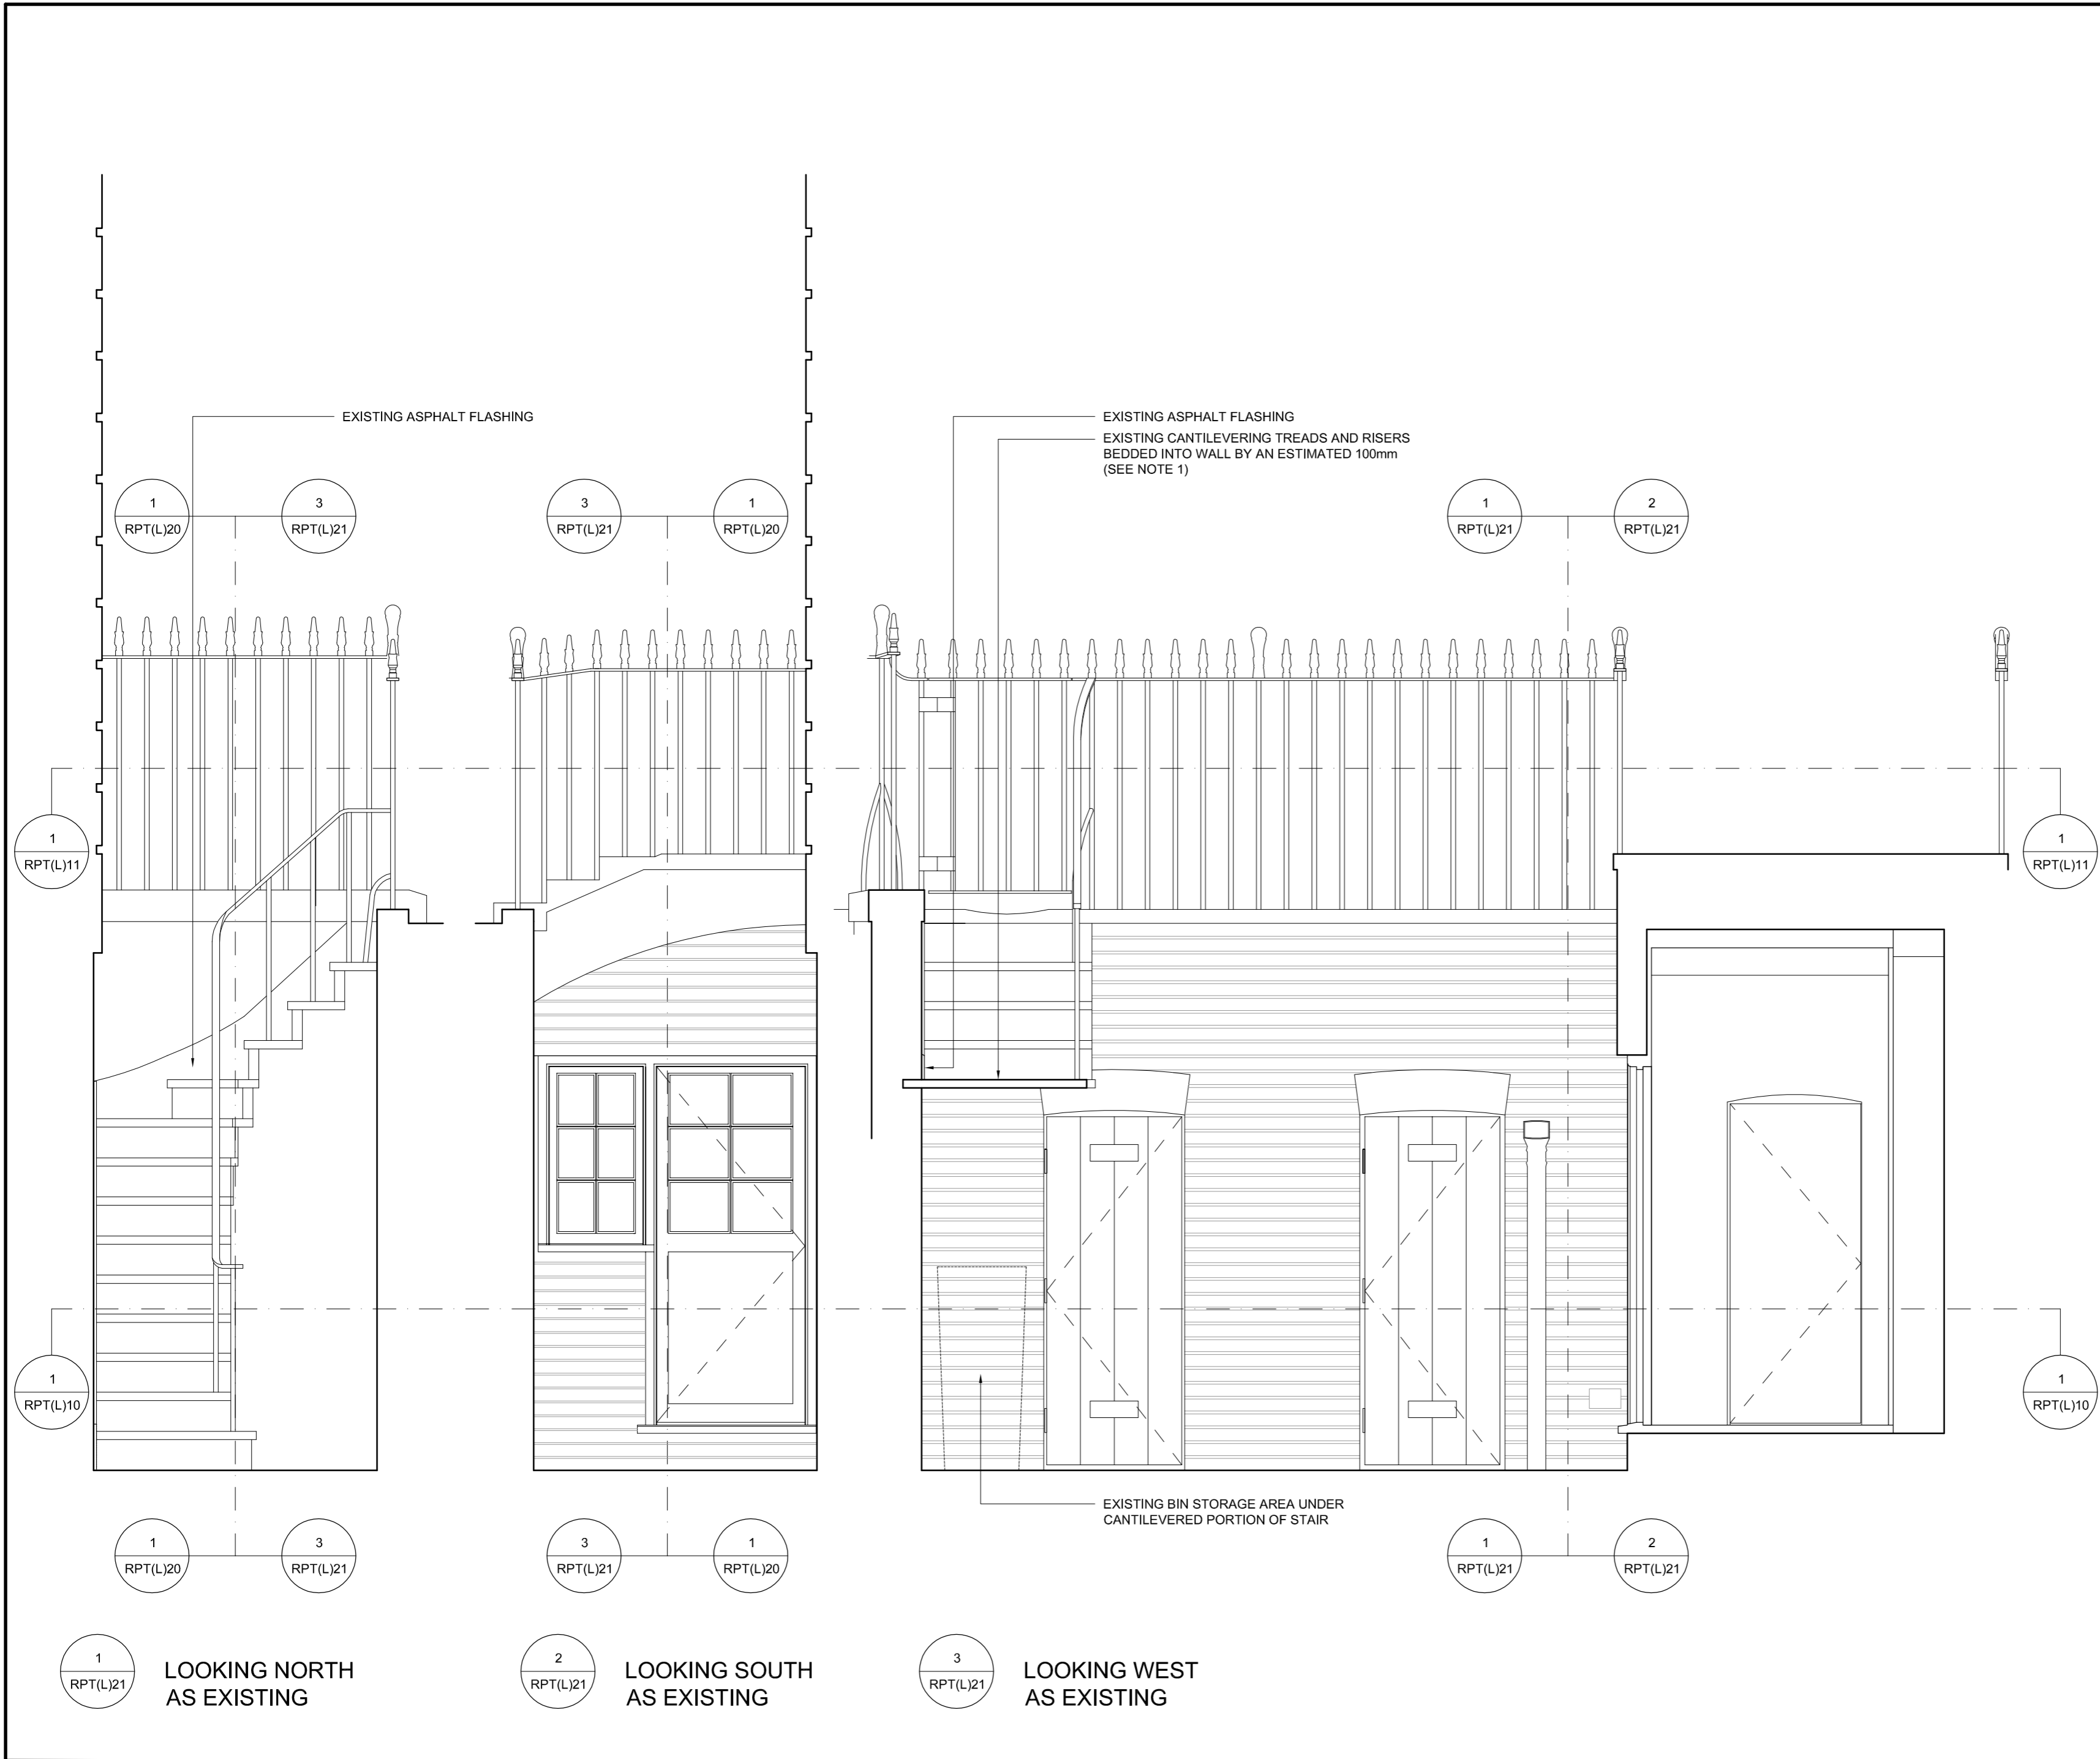 EXISTING ASPHALT FLASHING
EXISTING ASPHALT FLASHING
EXISTING CANTILEVERING TREADS AND RISERS
BEDDED INTO WALL BY AN ESTIMATED 100mm
(SEE NOTE 1)
1
RPT(L)20
3
RPT(L)21
3
RPT(L)21
1
RPT(L)20
1
RPT(L)21
2
RPT(L)21
1
RPT(L)11
1
RPT(L)11
1
RPT(L)10
1
RPT(L)10
EXISTING BIN STORAGE AREA UNDER
CANTILEVERED PORTION OF STAIR
1
RPT(L)20
3
RPT(L)21
3
RPT(L)21
1
RPT(L)20
1
RPT(L)21
2
RPT(L)21
1
RPT(L)21
LOOKING NORTH
AS EXISTING
2
RPT(L)21
LOOKING SOUTH
AS EXISTING
3
RPT(L)21
LOOKING WEST
AS EXISTING